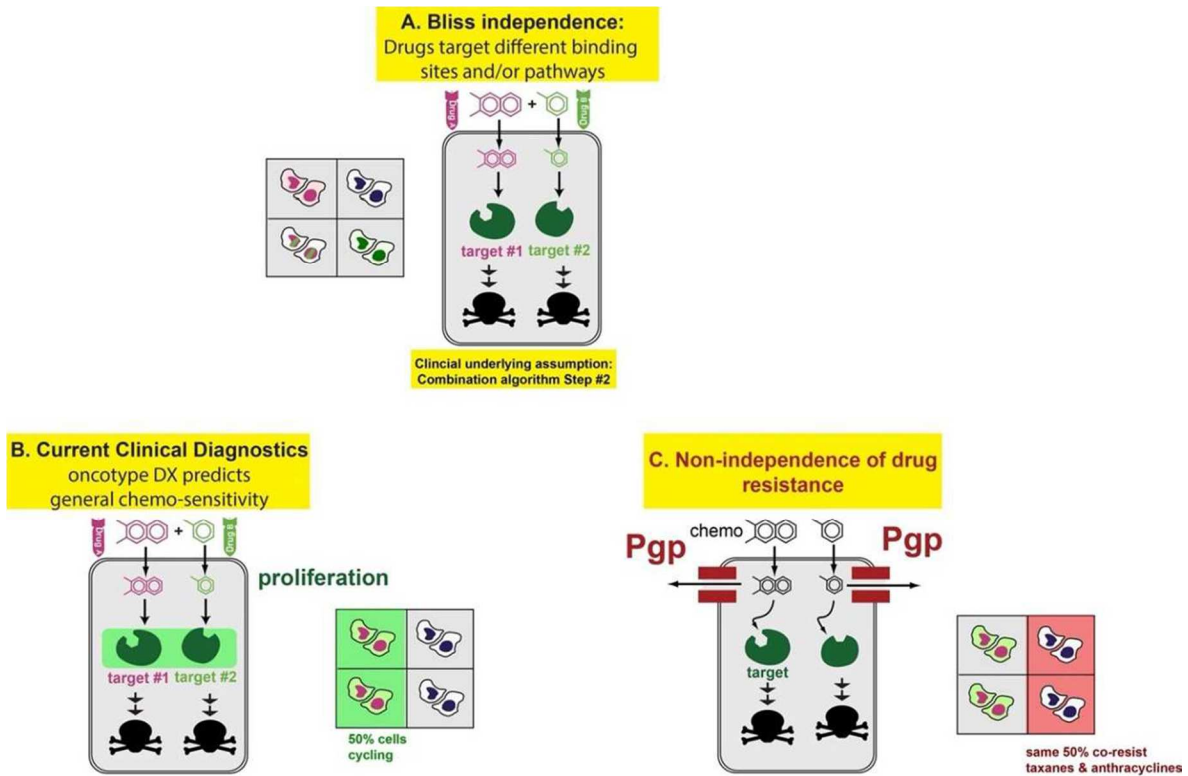 A. Bliss independence:
Drugs target different binding
sites and/or pathways
Drug A
+
Drug B
target #1 target #2
Clincial underlying assumption:
Combination algorithm Step #2
B. Current Clinical Diagnostics
oncotype DX predicts
general chemo-sensitivity
Drug A
+
Drug B
proliferation
target #1 target #2
50% cells
cycling
C. Non-independence of drug
resistance
chemo
Pgp
Pgp
target
same 50% co-resist
taxanes & anthracyclines